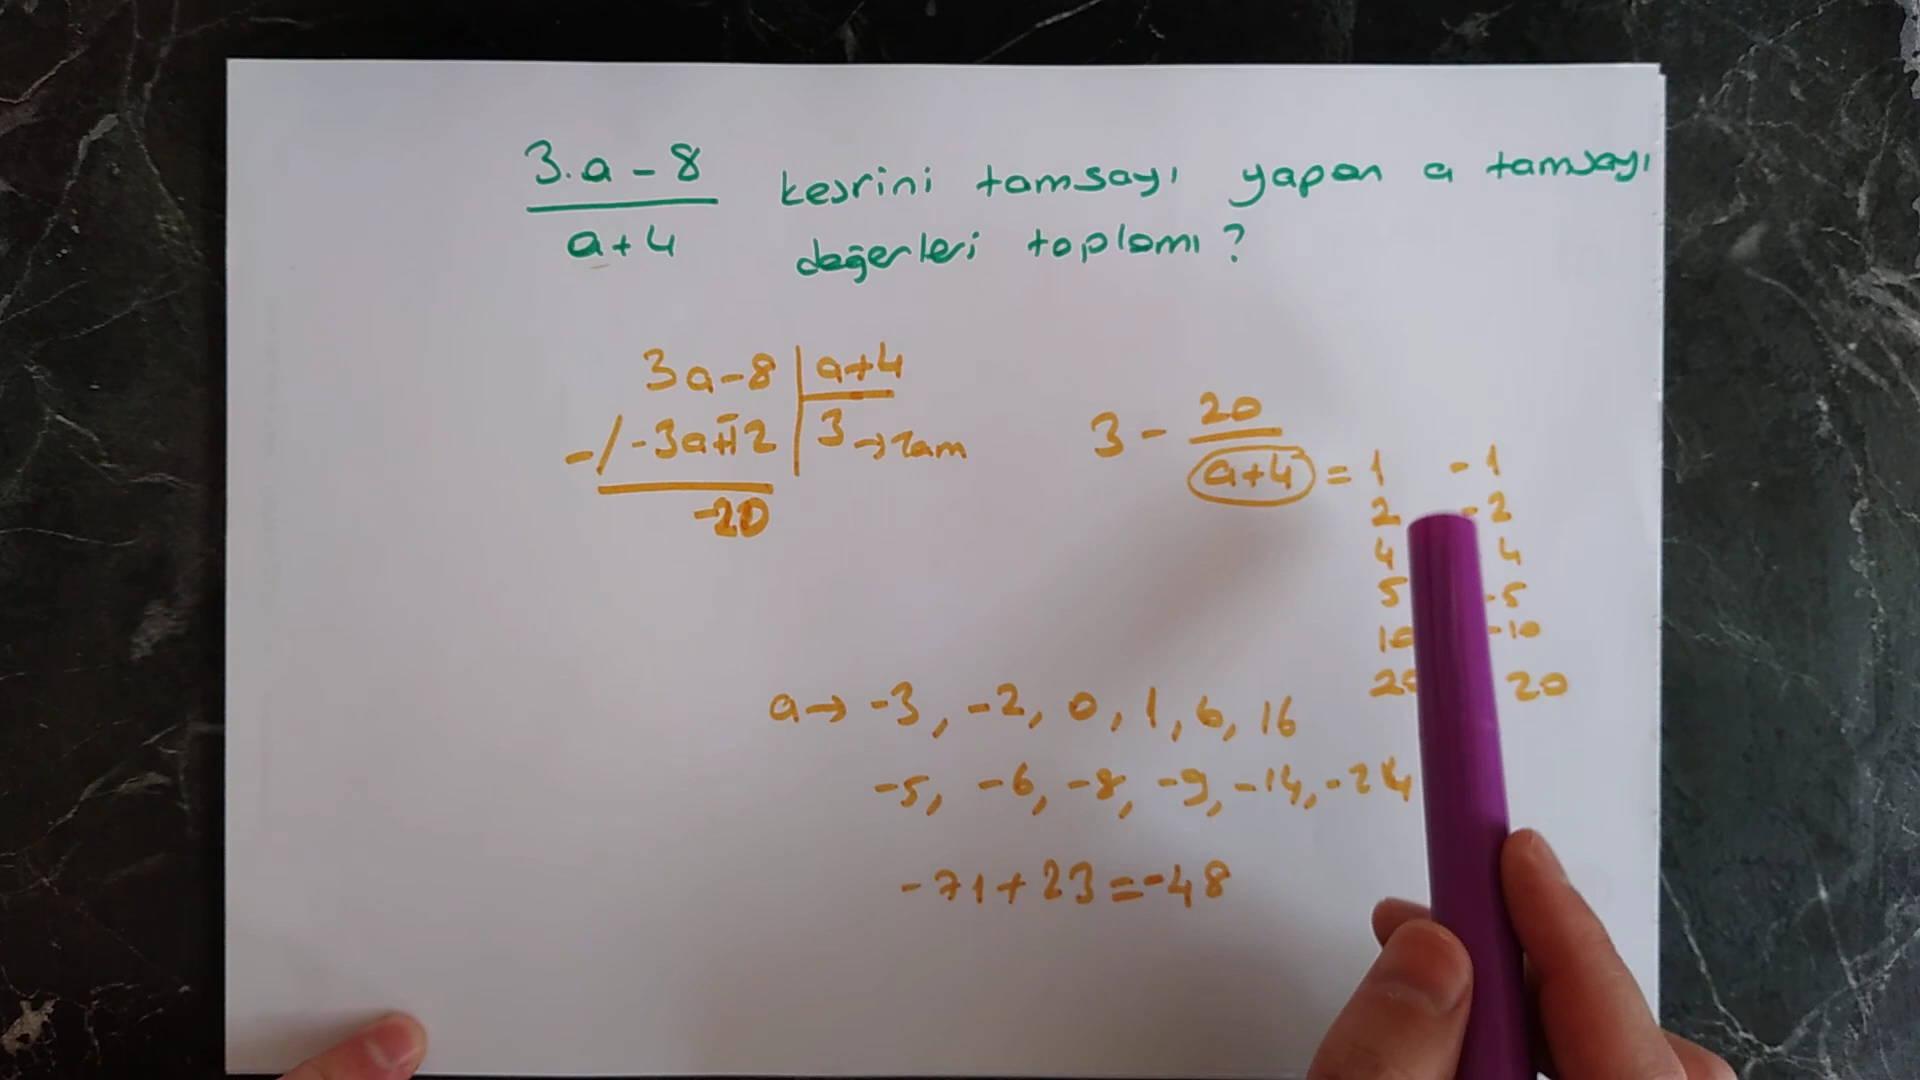 3.a-8 kesrini tamsayı yapan a tamsayı
a+4 değerleri toplamı?
3a-8 a+4
-/-3a+-12 3→Tam
-20
3 - 20
a+4 = 1 -1
2 -2
4 4
5 -5
10 -10
20 20
a→ -3, -2, 0, 1, 6, 16
-5, -6, -8, -9, -14, -24
-71+23=-48